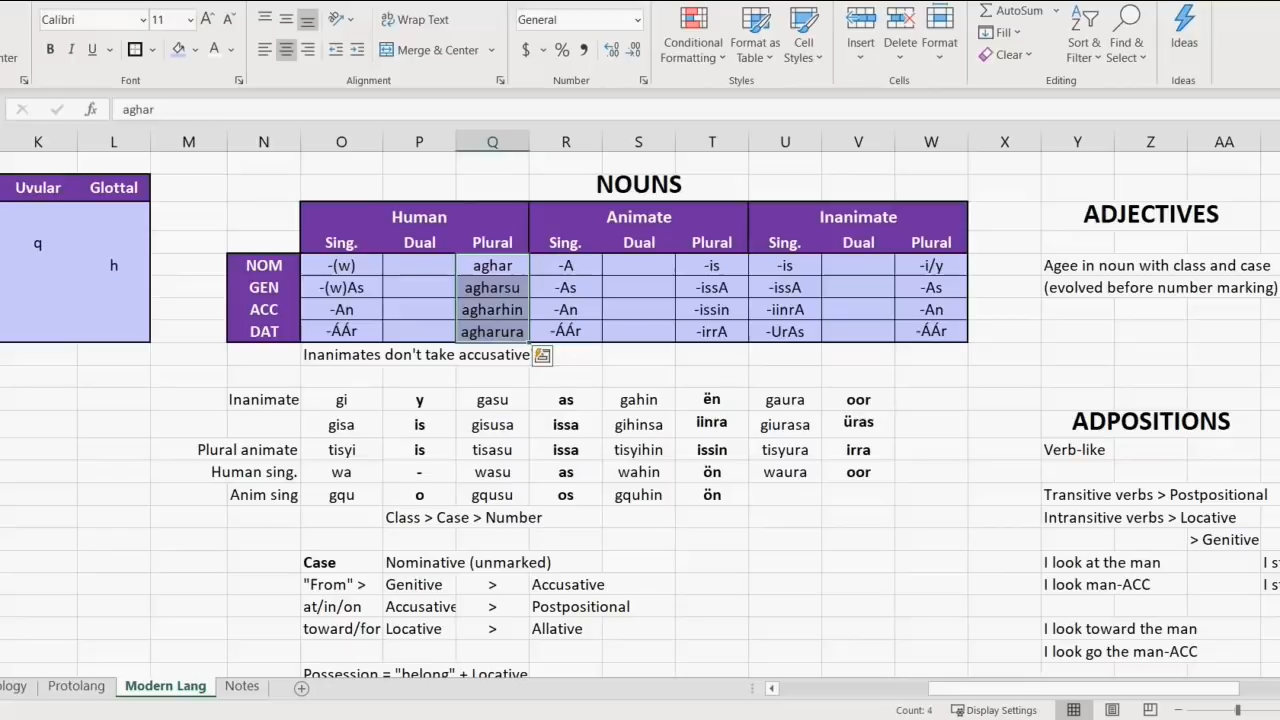 Calibri 11 A A Wrap Text General AutoSum
Fill
B I U A Merge & Center $ % Conditional Formatting Format as Table Cell Styles Insert Delete Format Clear Sort & Filter Find & Select Ideas
Font Alignment Number Styles Cells Editing Ideas
fx aghar
K L M N O P Q R S T U V W X Y Z AA
Uvular Glottal NOUNS
Human Animate Inanimate ADJECTIVES
q Sing. Dual Plural Sing. Dual Plural Sing. Dual Plural
h NOM -(w) aghar -A -is -is -i/y Agee in noun with class and case
GEN -(w)As agharsu -As -issA -issA -As (evolved before number marking)
ACC -An agharhin -An -issin -iinrA -An
DAT -ÁÁr agharura -ÁÁr -irrA -UrAs -ÁÁr
Inanimates don't take accusative
Inanimate gi y gasu as gahin ën gaura oor
gisa is gisusa issa gihinsa iinra giurasa üras ADPOSITIONS
Plural animate tisyi is tisasu issa tisyihin issin tisyura irra Verb-like
Human sing. wa - wasu as wahin ön waura oor
Anim sing gqu o gqusu os gquhin ön Transitive verbs > Postpositional
Class > Case > Number Intransitive verbs > Locative
> Genitive
Case Nominative (unmarked) I look at the man
"From" > Genitive > Accusative I look man-ACC
at/in/on Accusative > Postpositional
toward/for Locative > Allative I look toward the man
I look go the man-ACC
Possession = "belong" + Locative
Protolang Modern Lang Notes
Count: 4 Display Settings